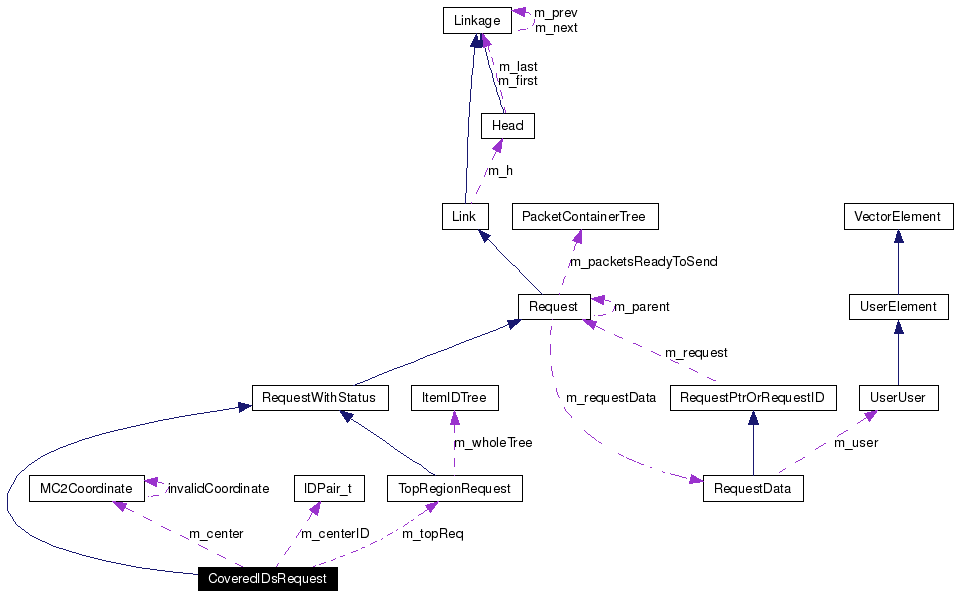 Linkage
m_prev
m_next
m_last
m_first
Head
m_h
Link
PacketContainerTree
VectorElement
m_packetsReadyToSend
Request
m_parent
UserElement
m_request
RequestWithStatus
ItemIDTree
m_requestData
RequestPtrOrRequestID
UserUser
m_wholeTree
m_user
MC2Coordinate
invalidCoordinate
IDPair_t
TopRegionRequest
RequestData
m_center
m_centerID
m_topReq
CoveredIDsRequest